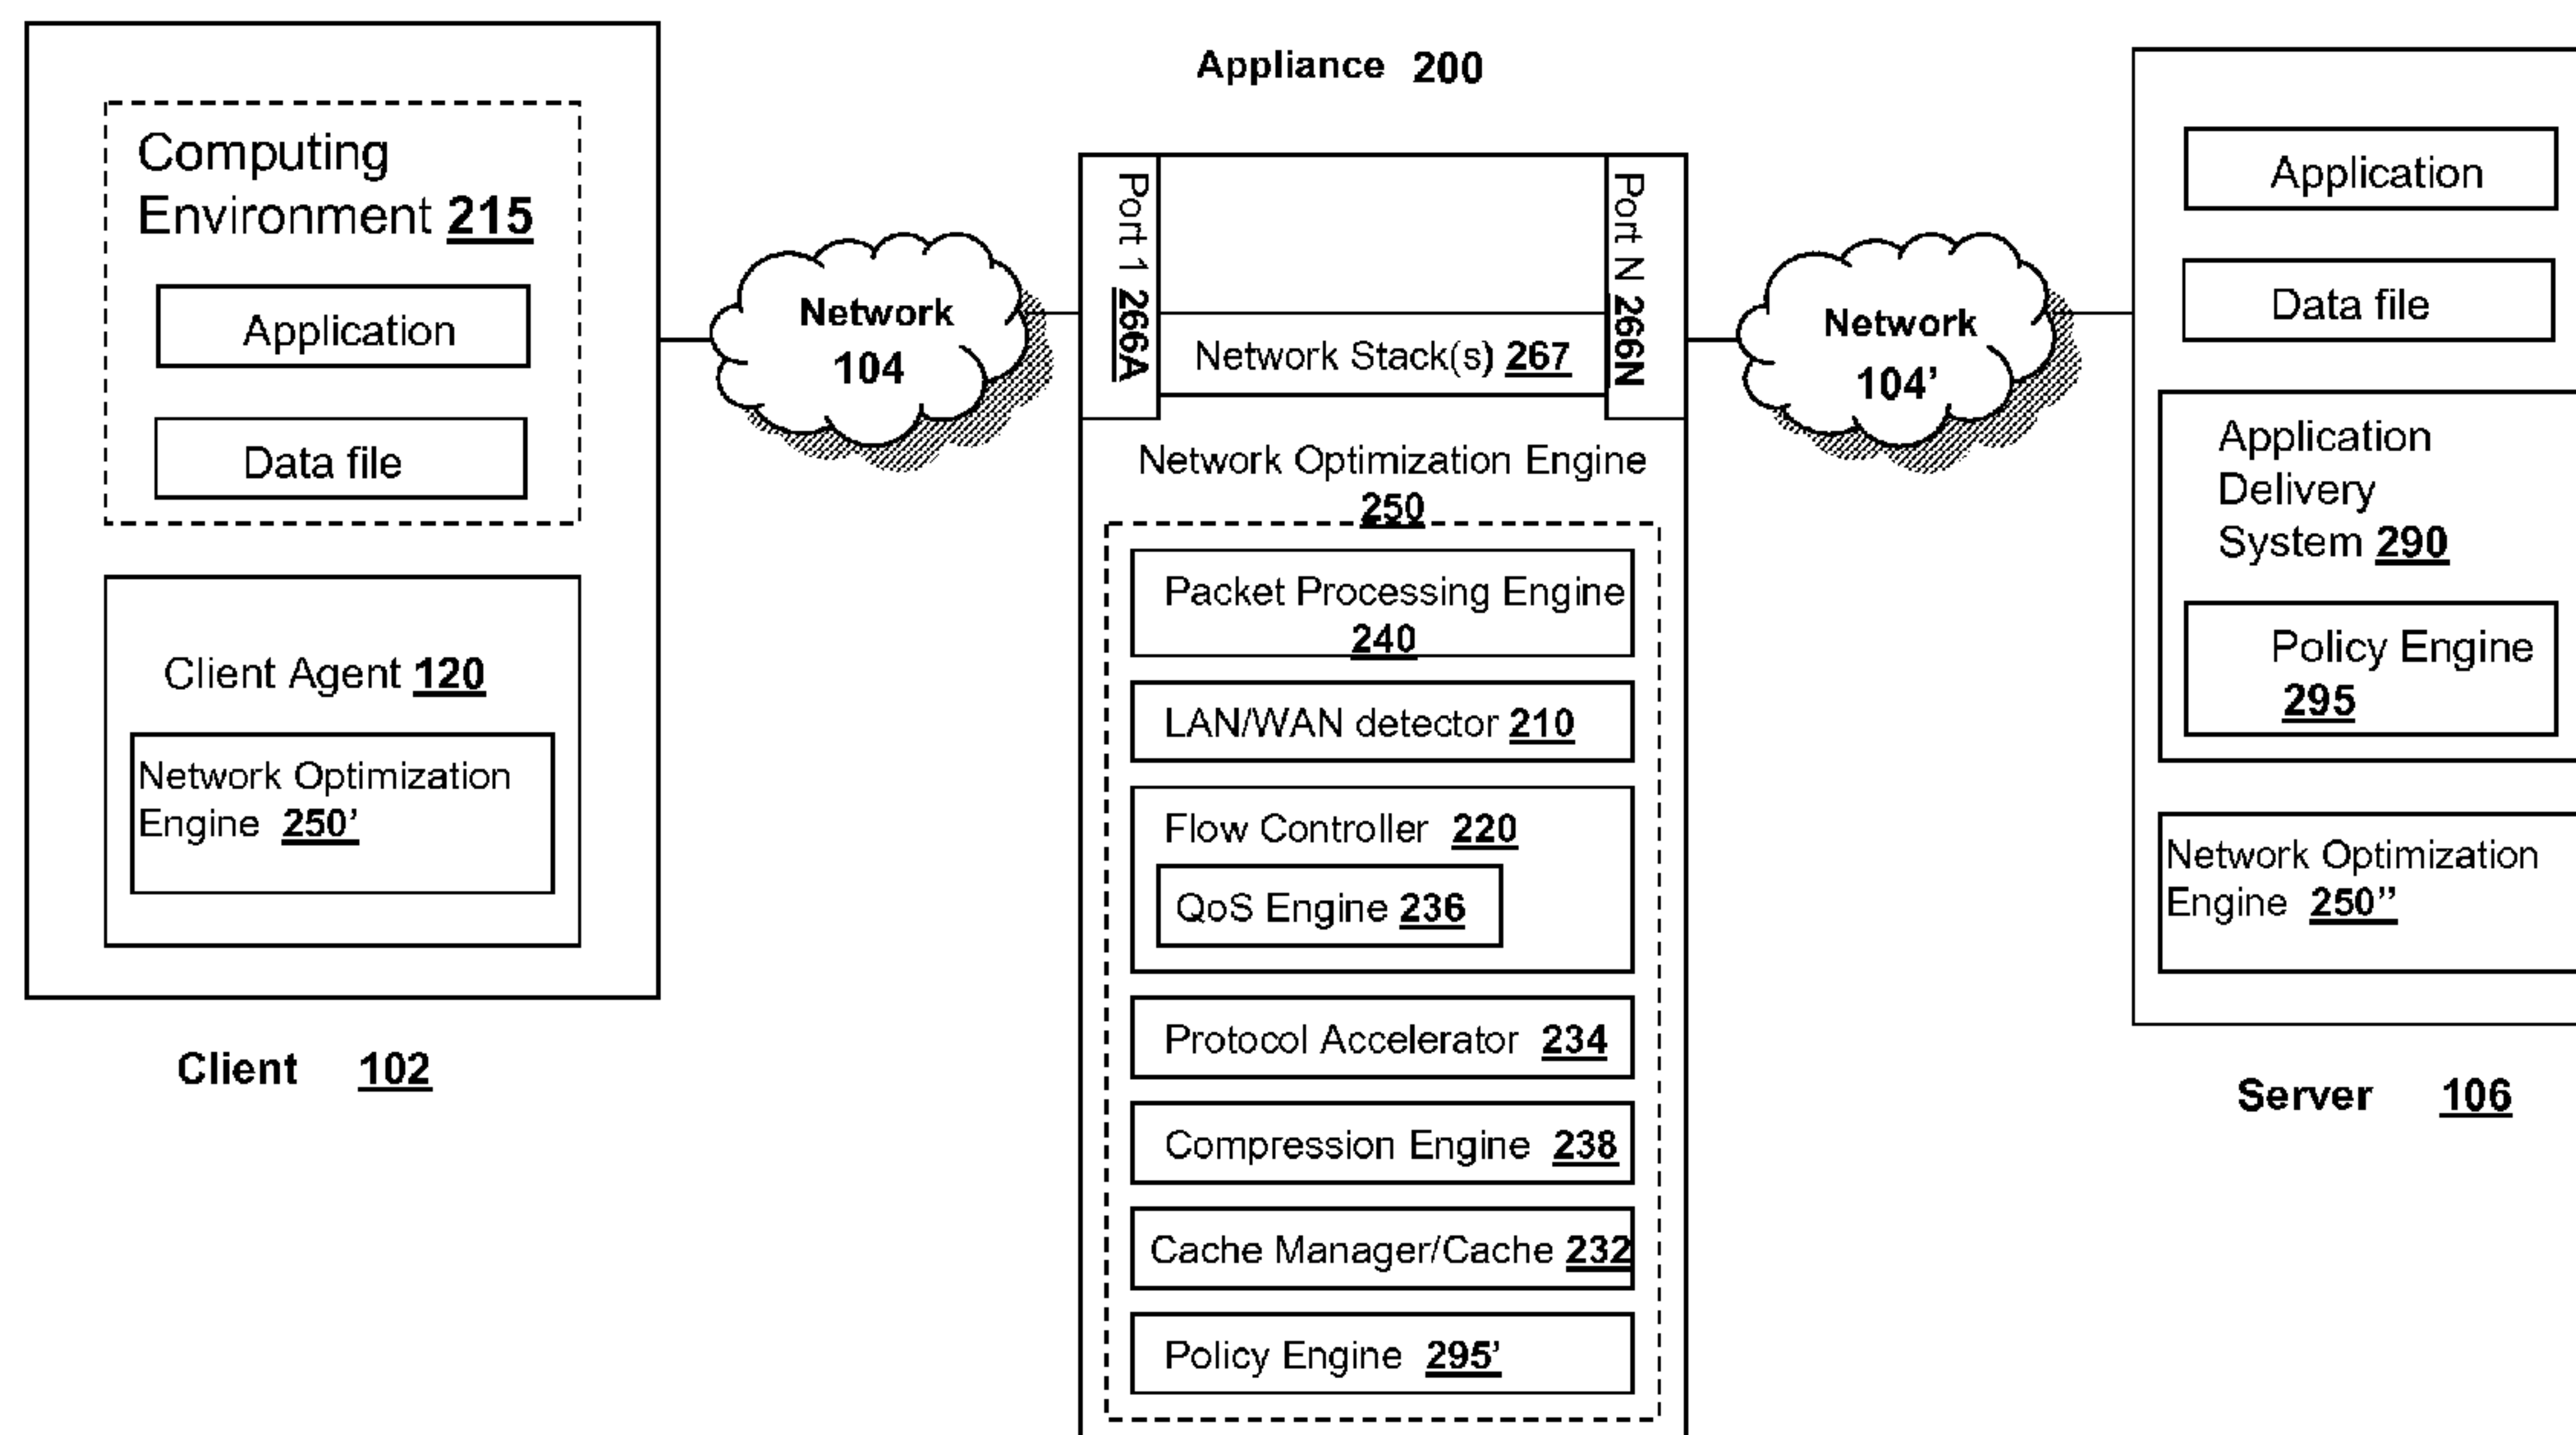 Appliance 200
Computing
Environment 215
Application
Data file
Client Agent 120
Network Optimization
Engine 250’
Client 102
Network
104
Port 1 266A
Port N 266N
Network Stack(s) 267
Network Optimization Engine
250
Packet Processing Engine
240
LAN/WAN detector 210
Flow Controller 220
QoS Engine 236
Protocol Accelerator 234
Compression Engine 238
Cache Manager/Cache 232
Policy Engine 295’
Network
104’
Application
Data file
Application
Delivery
System 290
Policy Engine
295
Network Optimization
Engine 250”
Server 106